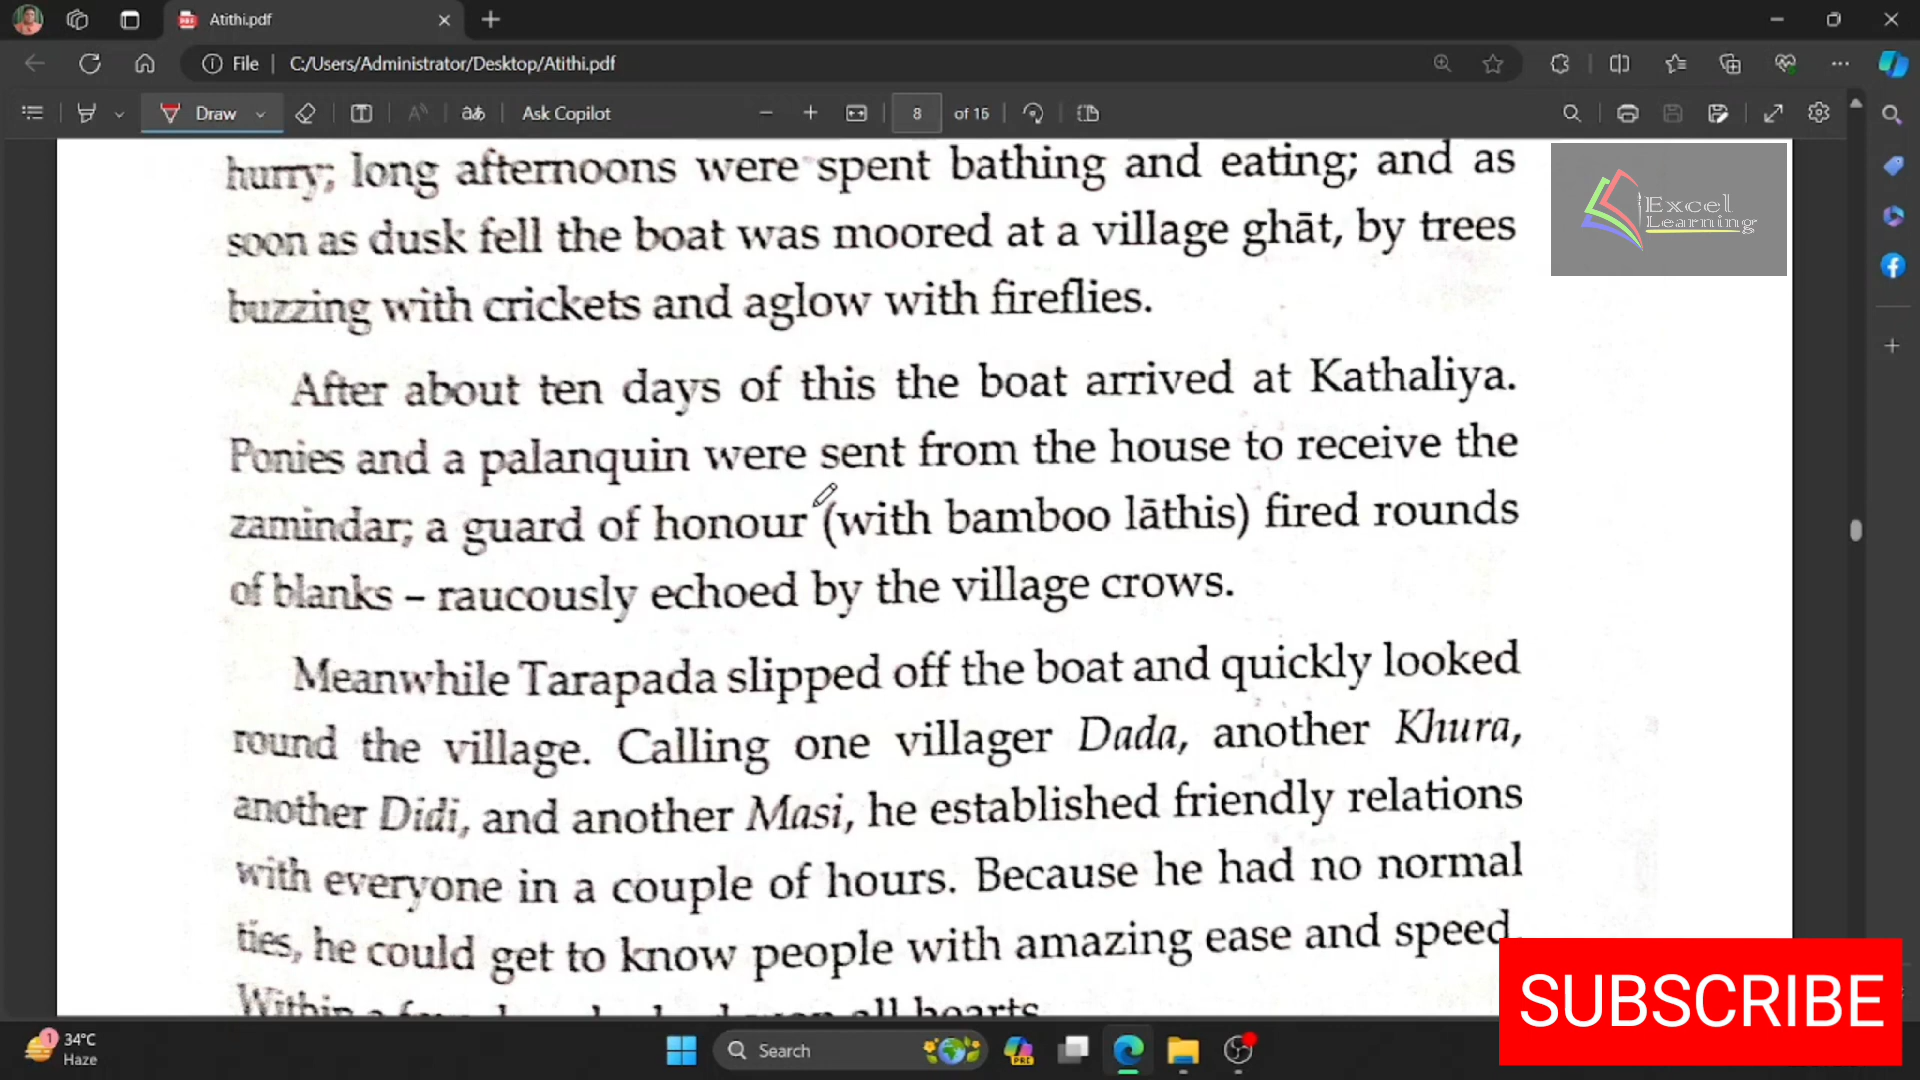 Atithi.pdf
File
C:/Users/Administrator/Desktop/Atithi.pdf
Draw
Ask Copilot
8 of 15
hurry; long afternoons were spent bathing and eating; and as
soon as dusk fell the boat was moored at a village ghāt, by trees
buzzing with crickets and aglow with fireflies.
After about ten days of this the boat arrived at Kathaliya.
Ponies and a palanquin were sent from the house to receive the
zamindar; a guard of honour (with bamboo lāthis) fired rounds
of blanks – raucously echoed by the village crows.
Meanwhile Tarapada slipped off the boat and quickly looked
round the village. Calling one villager Dada, another Khura,
another Didi, and another Masi, he established friendly relations
with everyone in a couple of hours. Because he had no normal
ties, he could get to know people with amazing ease and speed.
Within a few all hearts
Excel
Learning
SUBSCRIBE
1
34°C
Haze
Search
PRE